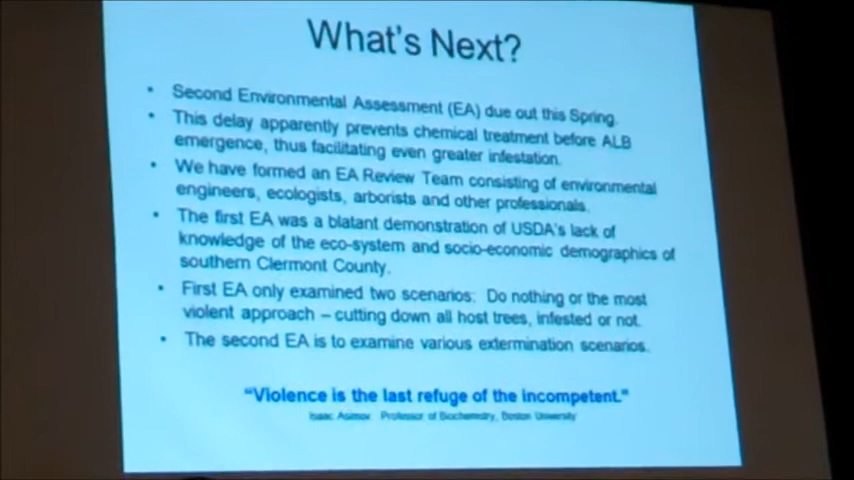 What's Next?
• Second Environmental Assessment (EA) due out this Spring.
• This delay apparently prevents chemical treatment before ALB
emergence, thus facilitating even greater infestation.
• We have formed an EA Review Team consisting of environmental
engineers, ecologists, arborists and other professionals.
• The first EA was a blatant demonstration of USDA's lack of
knowledge of the eco-system and socio-economic demographics of
southern Clermont County.
• First EA only examined two scenarios: Do nothing or the most
violent approach – cutting down all host trees, infested or not.
• The second EA is to examine various extermination scenarios.
"Violence is the last refuge of the incompetent."
Isaac Asimov Professor of Biochemistry, Boston University